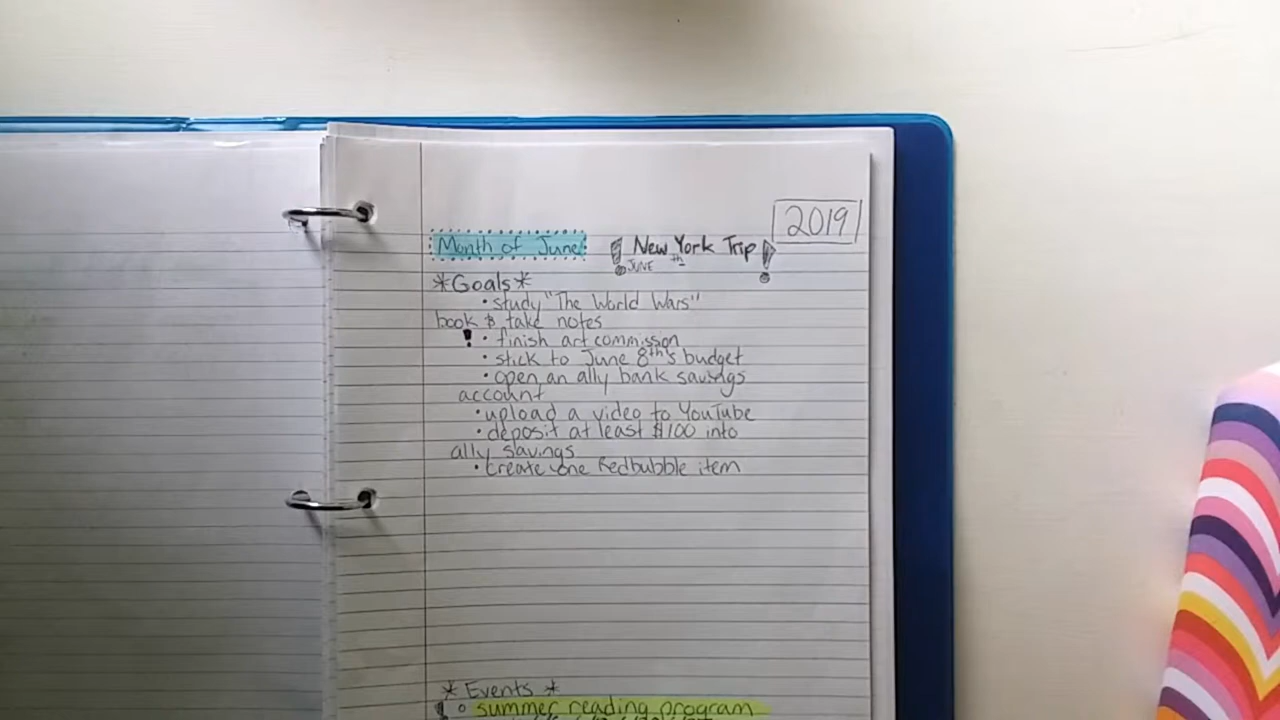 2019
Month of June ! New York Trip !
JUNE th
*Goals*
• study "The World Wars"
book & take notes
! • finish art commisson
• stick to June 8th's budget
• open an ally bank savings
account
• upload a video to YouTube
• deposit at least $100 into
ally savings
• create one Redbubble item
* Events *
! ◦ summer reading program